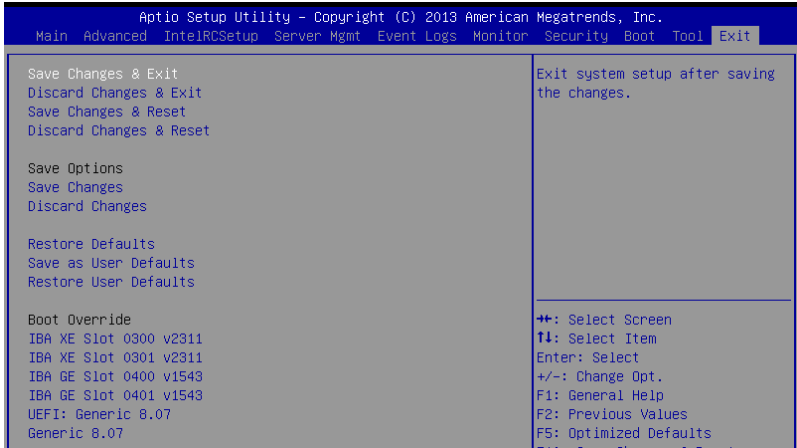 Aptio Setup Utility – Copyright (C) 2013 American Megatrends, Inc.
Main Advanced IntelRCSetup Server Mgmt Event Logs Monitor Security Boot Tool Exit
Save Changes & Exit
Discard Changes & Exit
Save Changes & Reset
Discard Changes & Reset
Save Options
Save Changes
Discard Changes
Restore Defaults
Save as User Defaults
Restore User Defaults
Boot Override
IBA XE Slot 0300 v2311
IBA XE Slot 0301 v2311
IBA GE Slot 0400 v1543
IBA GE Slot 0401 v1543
UEFI: Generic 8.07
Generic 8.07
Exit system setup after saving
the changes.
→←: Select Screen
↑↓: Select Item
Enter: Select
+/-: Change Opt.
F1: General Help
F2: Previous Values
F5: Optimized Defaults